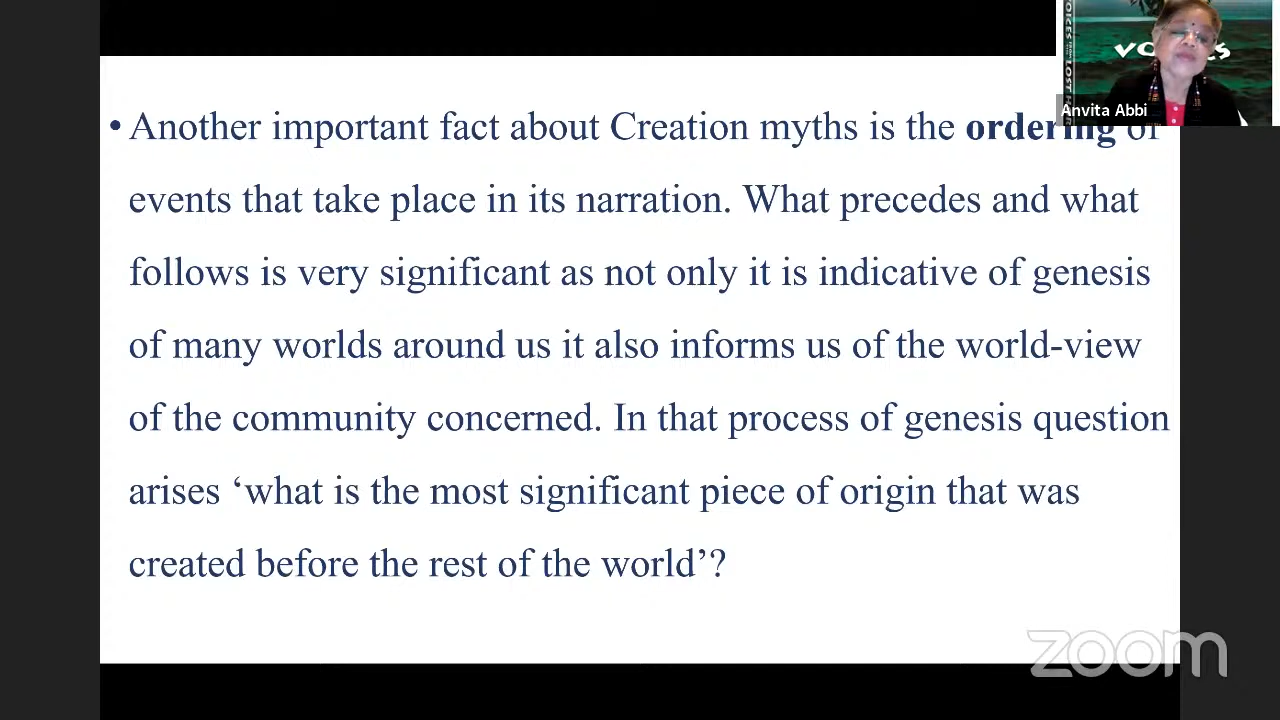 • Another important fact about Creation myths is the ordering of
events that take place in its narration. What precedes and what
follows is very significant as not only it is indicative of genesis
of many worlds around us it also informs us of the world-view
of the community concerned. In that process of genesis question
arises ‘what is the most significant piece of origin that was
created before the rest of the world’?
Anvita Abbi
zoom